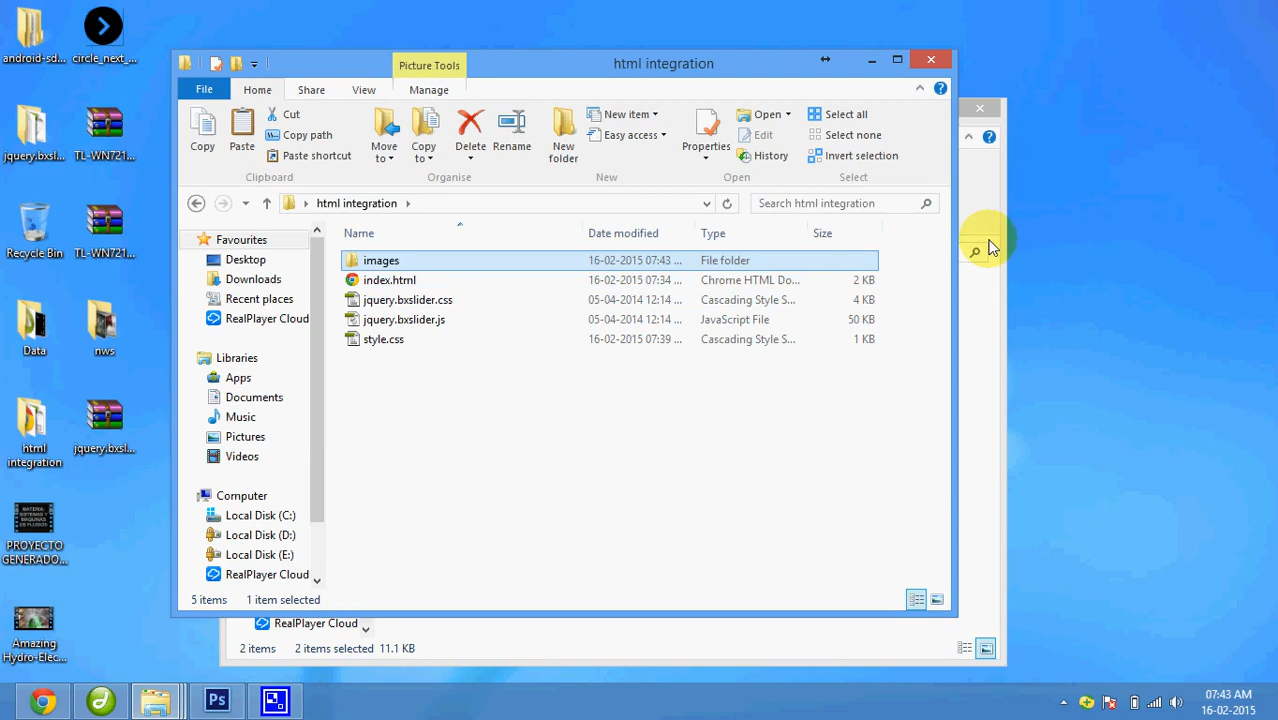 android-sd...
circle_next_...
jquery.bxsl...
TL-WN721...
Recycle Bin
TL-WN721...
Data
nws
html
integration
jquery.bxsl...
MATERIA:
SISTEMAS Y
MAQUINAS
DE FLUIDOS
PROYECTO
GENERADO...
Amazing
Hydro-Elec...
Picture Tools
html integration
File
Home
Share
View
Manage
Copy
Paste
Cut
Copy path
Paste shortcut
Clipboard
Move
to
Copy
to
Delete
Rename
Organise
New
folder
New item
Easy access
New
Properties
Open
Edit
History
Open
Select all
Select none
Invert selection
Select
html integration
Search html integration
Name
Date modified
Type
Size
images 16-02-2015 07:43 ... File folder
index.html 16-02-2015 07:34 ... Chrome HTML Do... 2 KB
jquery.bxslider.css 05-04-2014 12:14 ... Cascading Style S... 4 KB
jquery.bxslider.js 05-04-2014 12:14 ... JavaScript File 50 KB
style.css 16-02-2015 07:39 ... Cascading Style S... 1 KB
Favourites
Desktop
Downloads
Recent places
RealPlayer Cloud
Libraries
Apps
Documents
Music
Pictures
Videos
Computer
Local Disk (C:)
Local Disk (D:)
Local Disk (E:)
RealPlayer Cloud
5 items 1 item selected
RealPlayer Cloud
2 items 2 items selected 11.1 KB
Ps
07:43 AM
16-02-2015